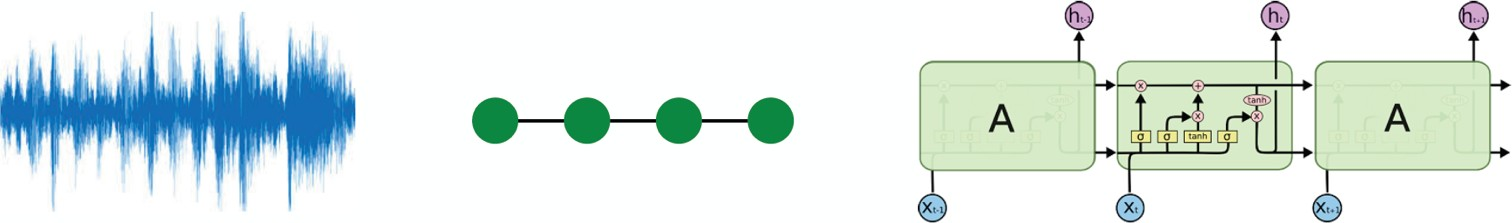 h t-1
h t
h t+1
A
x
+
tanh
x
x
σ
σ
tanh
σ
A
X t-1
X t
X t+1